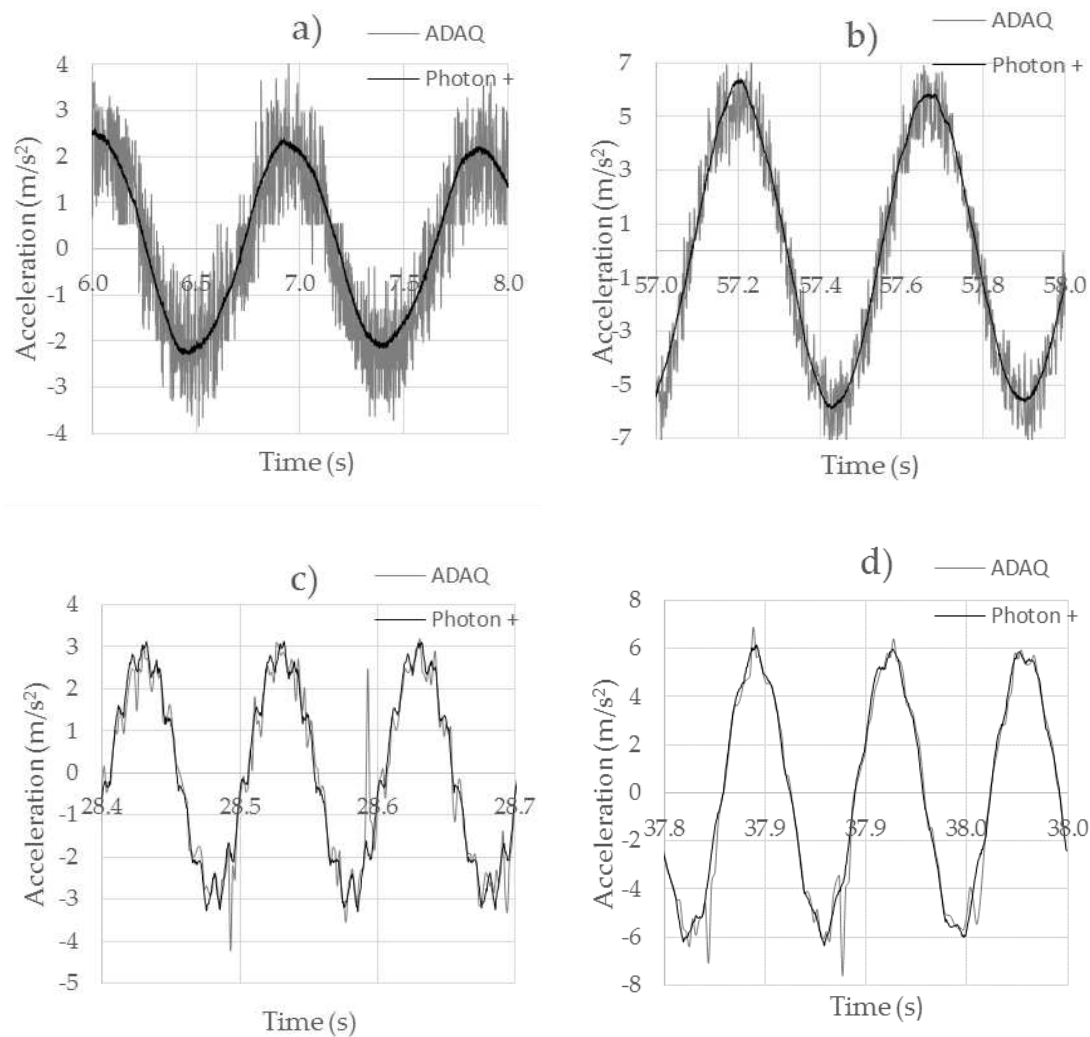 a)
ADAQ
Photon +
4
3
2
1
0
-1
-2
-3
-4
6.0
6.5
7.0
7.5
8.0
Acceleration (m/s²)
Time (s)
b)
ADAQ
Photon +
7
5
3
1
-1
-3
-5
-7
57.0
57.2
57.4
57.6
57.8
58.0
Acceleration (m/s²)
Time (s)
c)
ADAQ
Photon +
4
3
2
1
0
-1
-2
-3
-4
-5
28.4
28.5
28.6
28.7
Acceleration (m/s²)
Time (s)
d)
ADAQ
Photon +
8
6
4
2
0
-2
-4
-6
-8
37.8
37.9
37.9
38.0
38.0
Acceleration (m/s²)
Time (s)